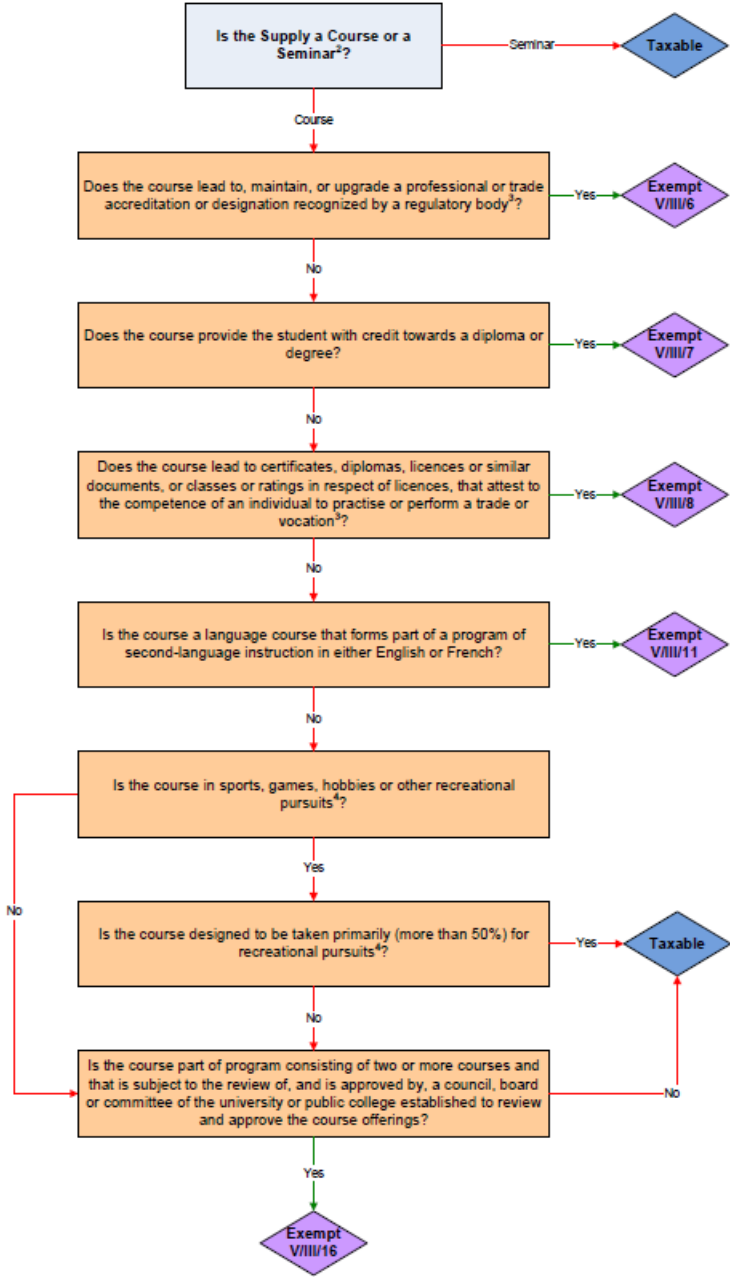 Is the Supply a Course or a
Seminar²?
Seminar
Taxable
Course
Does the course lead to, maintain, or upgrade a professional or trade
accreditation or designation recognized by a regulatory body³?
Yes
Exempt
V/III/6
No
Does the course provide the student with credit towards a diploma or
degree?
Yes
Exempt
V/III/7
No
Does the course lead to certificates, diplomas, licences or similar
documents, or classes or ratings in respect of licences, that attest to
the competence of an individual to practise or perform a trade or
vocation³?
Yes
Exempt
V/III/8
No
Is the course a language course that forms part of a program of
second-language instruction in either English or French?
Yes
Exempt
V/III/11
No
Is the course in sports, games, hobbies or other recreational
pursuits⁴?
Yes
No
Is the course designed to be taken primarily (more than 50%) for
recreational pursuits⁴?
Yes
Taxable
No
Is the course part of program consisting of two or more courses and
that is subject to the review of, and is approved by, a council, board
or committee of the university or public college established to review
and approve the course offerings?
No
Yes
Exempt
V/III/16